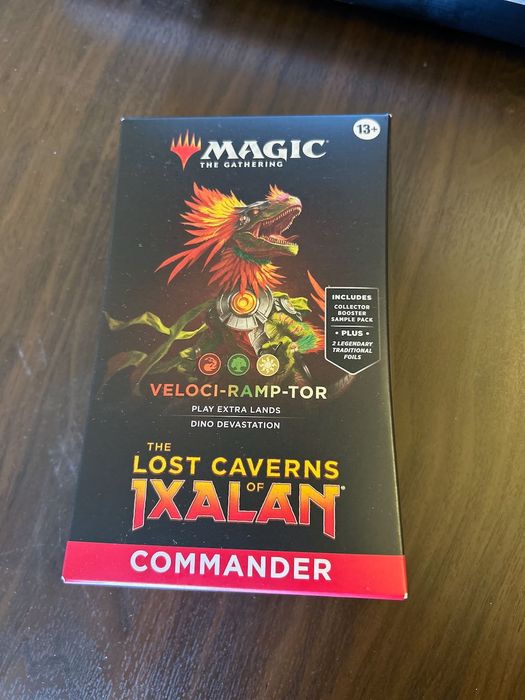 13+
MAGIC
THE GATHERING
INCLUDES
COLLECTOR
BOOSTER
SAMPLE PACK
• PLUS •
2 LEGENDARY
TRADITIONAL
FOILS
VELOCI-RAMP-TOR
PLAY EXTRA LANDS
DINO DEVASTATION
THE
LOST CAVERNS
OF
IXALAN
COMMANDER